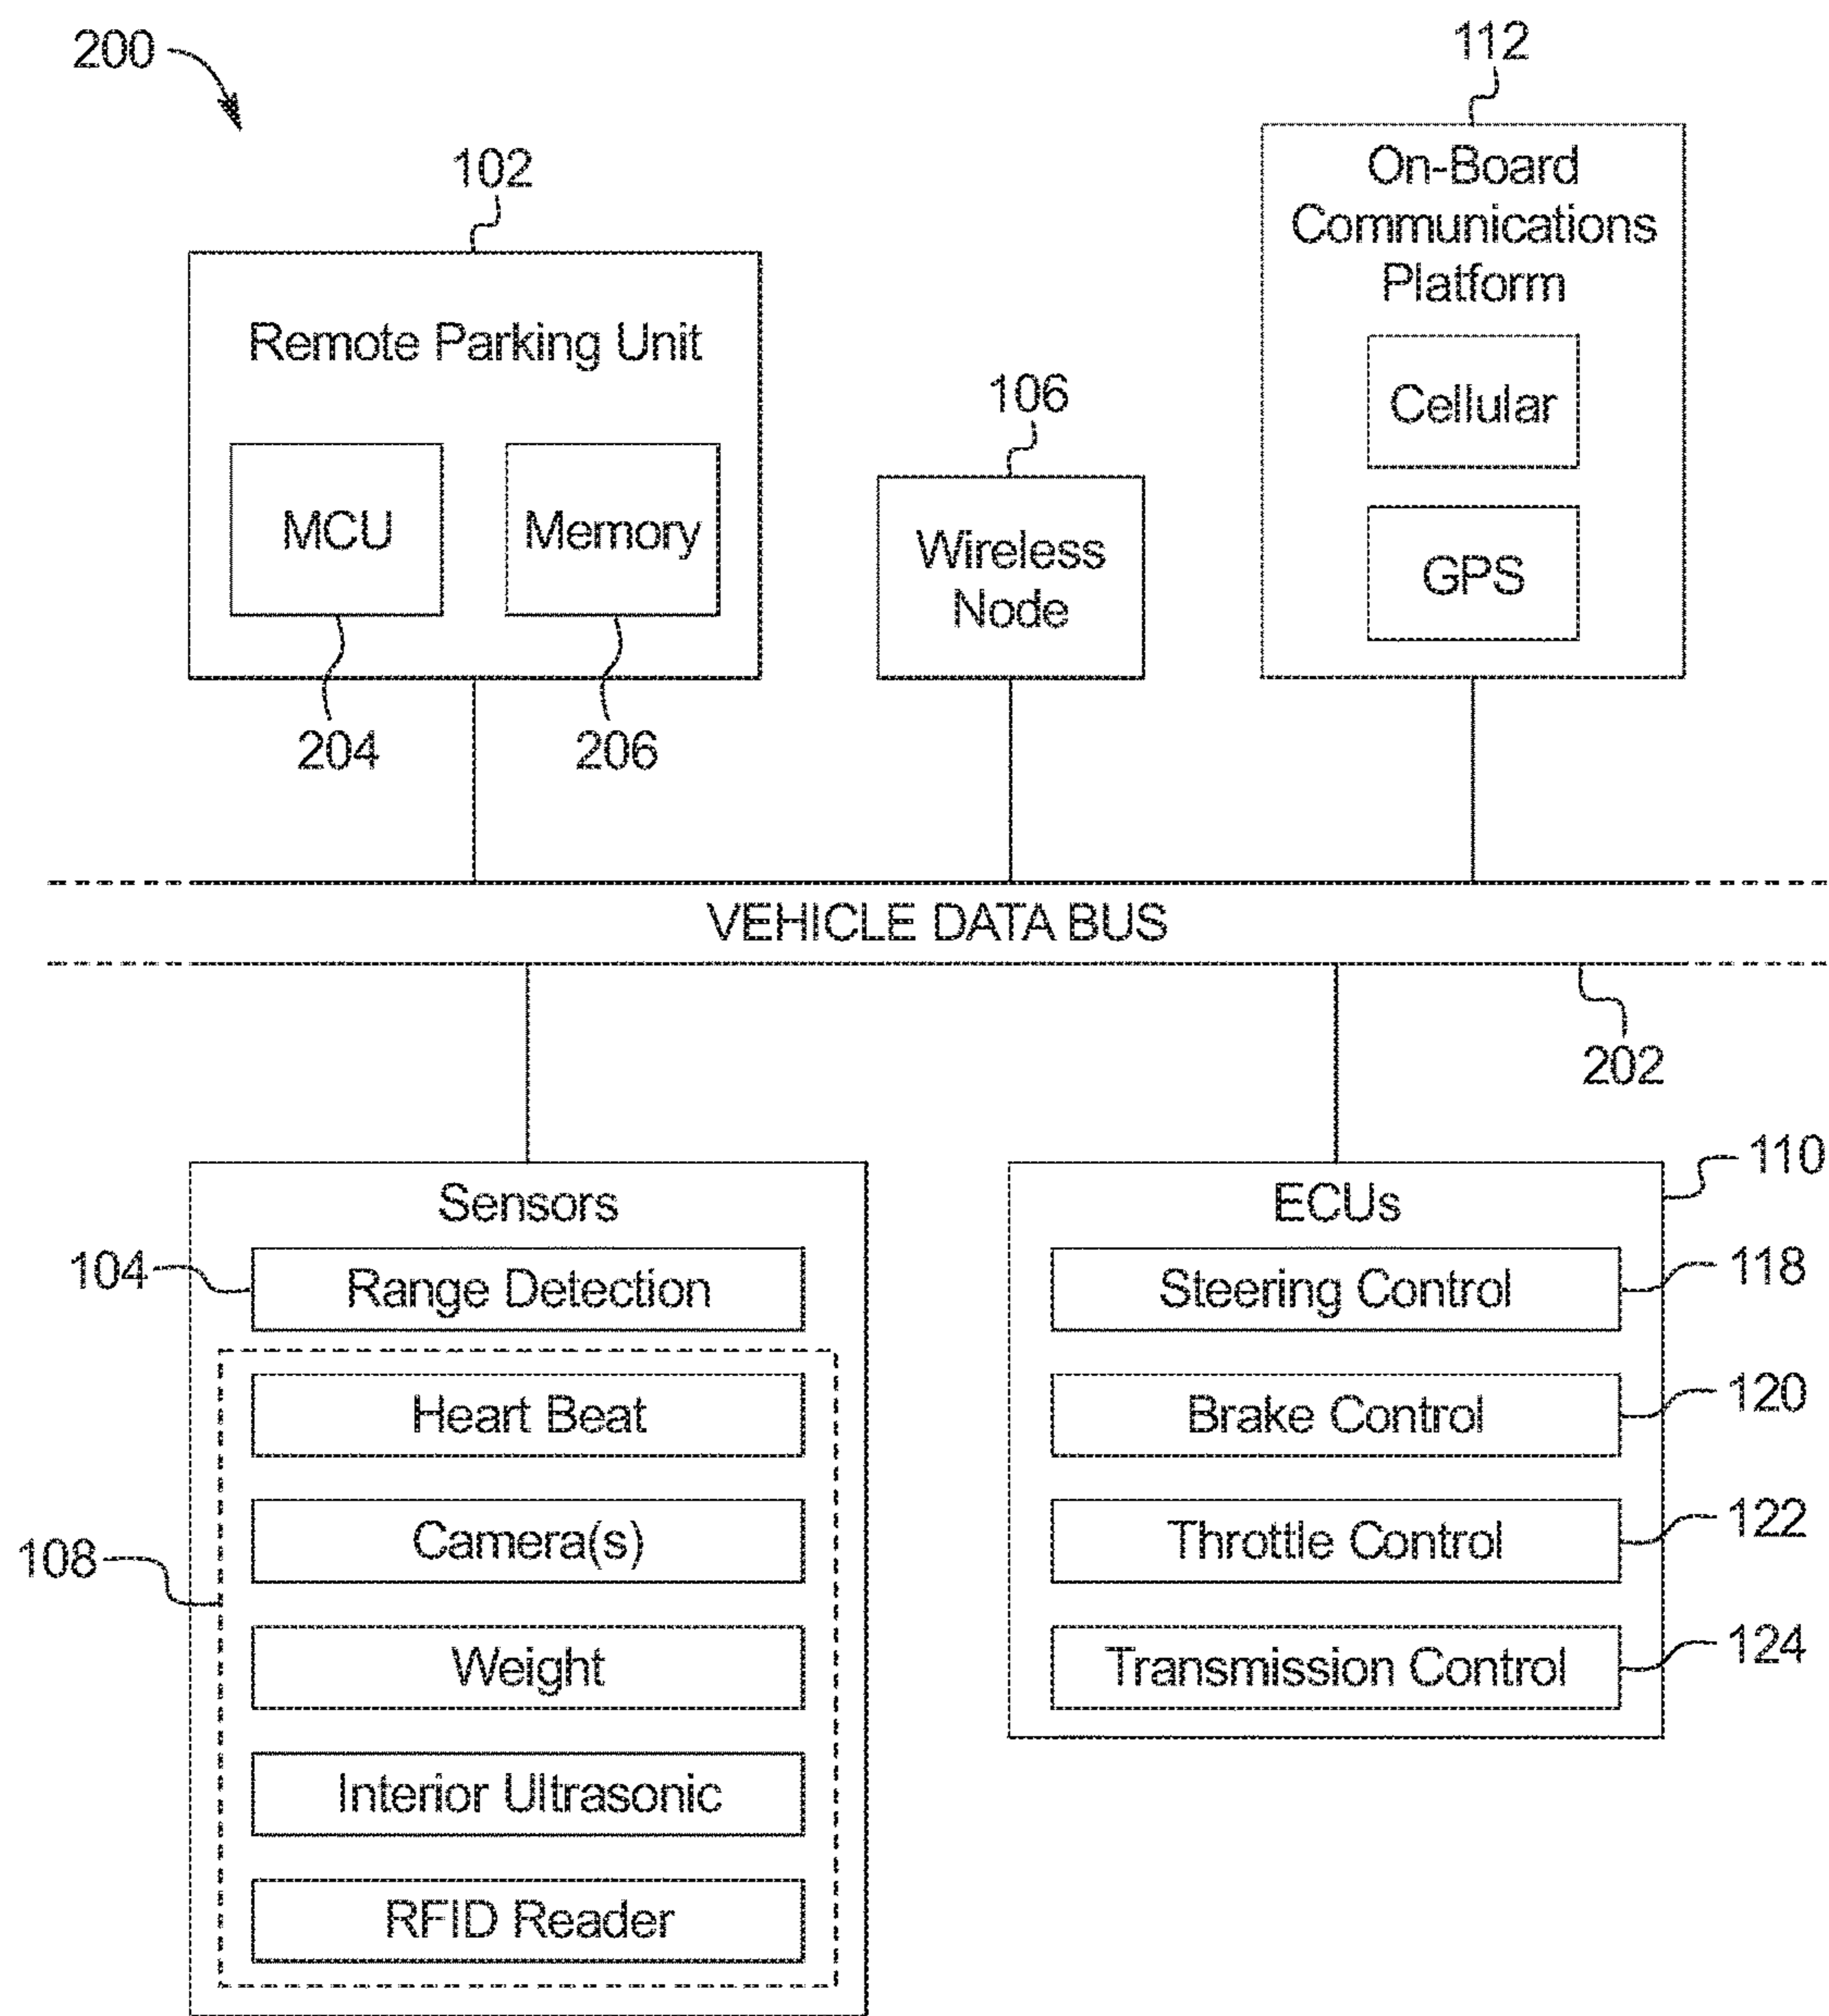 200
112
102
On-Board
Communications
Platform
Remote Parking Unit
106
Cellular
MCU
Memory
Wireless
Node
GPS
204
206
VEHICLE DATA BUS
202
110
Sensors
ECUs
104
Range Detection
Steering Control
118
Heart Beat
Brake Control
120
108
Camera(s)
Throttle Control
122
Weight
Transmission Control
124
Interior Ultrasonic
RFID Reader